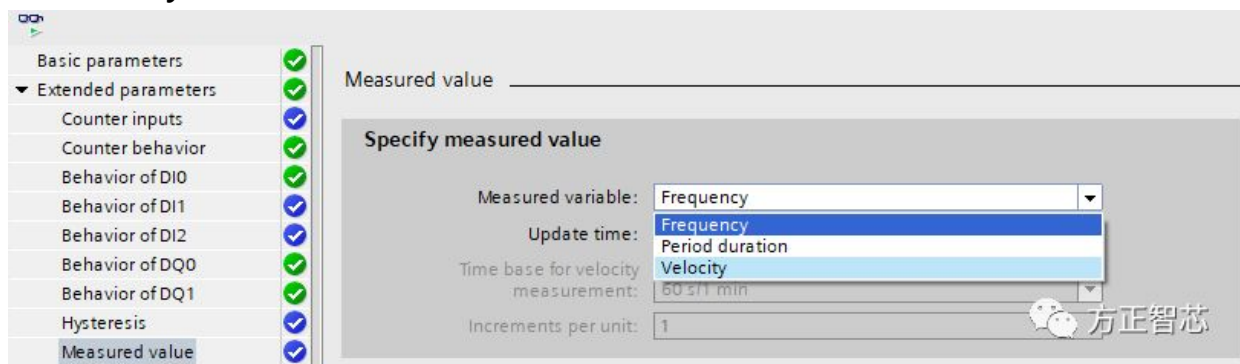 Basic parameters
Extended parameters
Counter inputs
Counter behavior
Behavior of DI0
Behavior of DI1
Behavior of DI2
Behavior of DQ0
Behavior of DQ1
Hysteresis
Measured value
Measured value
Specify measured value
Measured variable: Frequency
Frequency
Update time:
Period duration
Velocity
Time base for velocity
measurement: 60 s/1 min
Increments per unit: 1
方正智芯